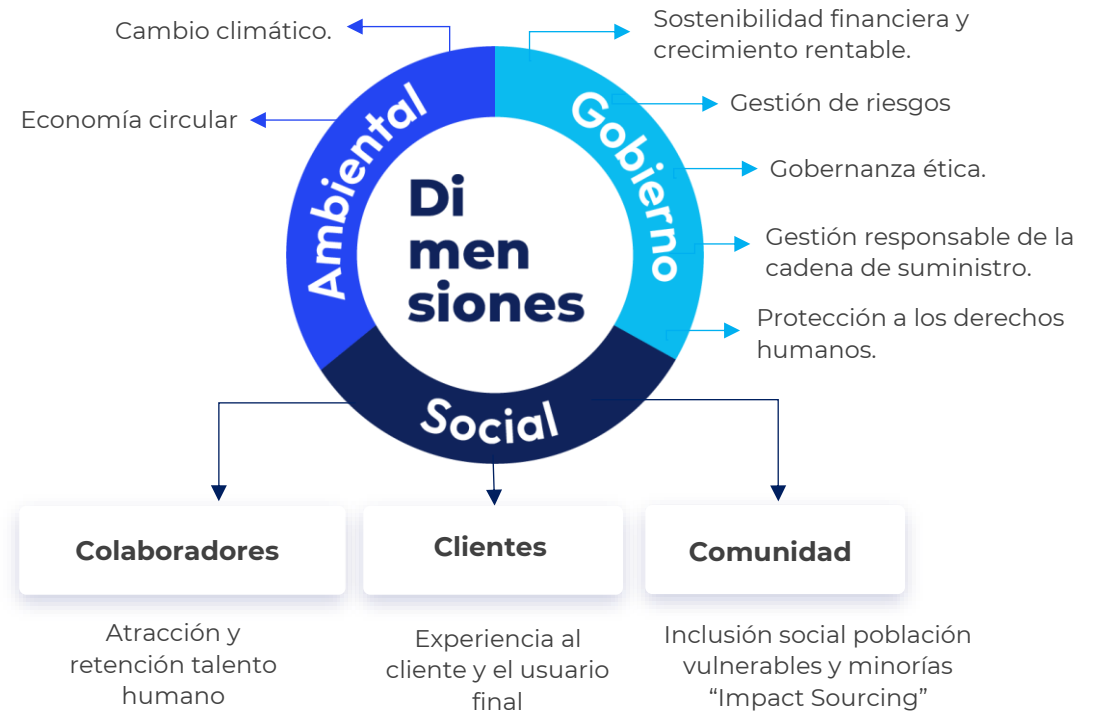 Cambio climático.
Economía circular
Sostenibilidad financiera y
crecimiento rentable.
Gestión de riesgos
Gobernanza ética.
Gestión responsable de la
cadena de suministro.
Protección a los derechos
humanos.
Ambiental
Gobierno
Di
men
siones
Social
Colaboradores
Atracción y
retención talento
humano
Clientes
Experiencia al
cliente y el usuario
final
Comunidad
Inclusión social población
vulnerables y minorías
“Impact Sourcing”